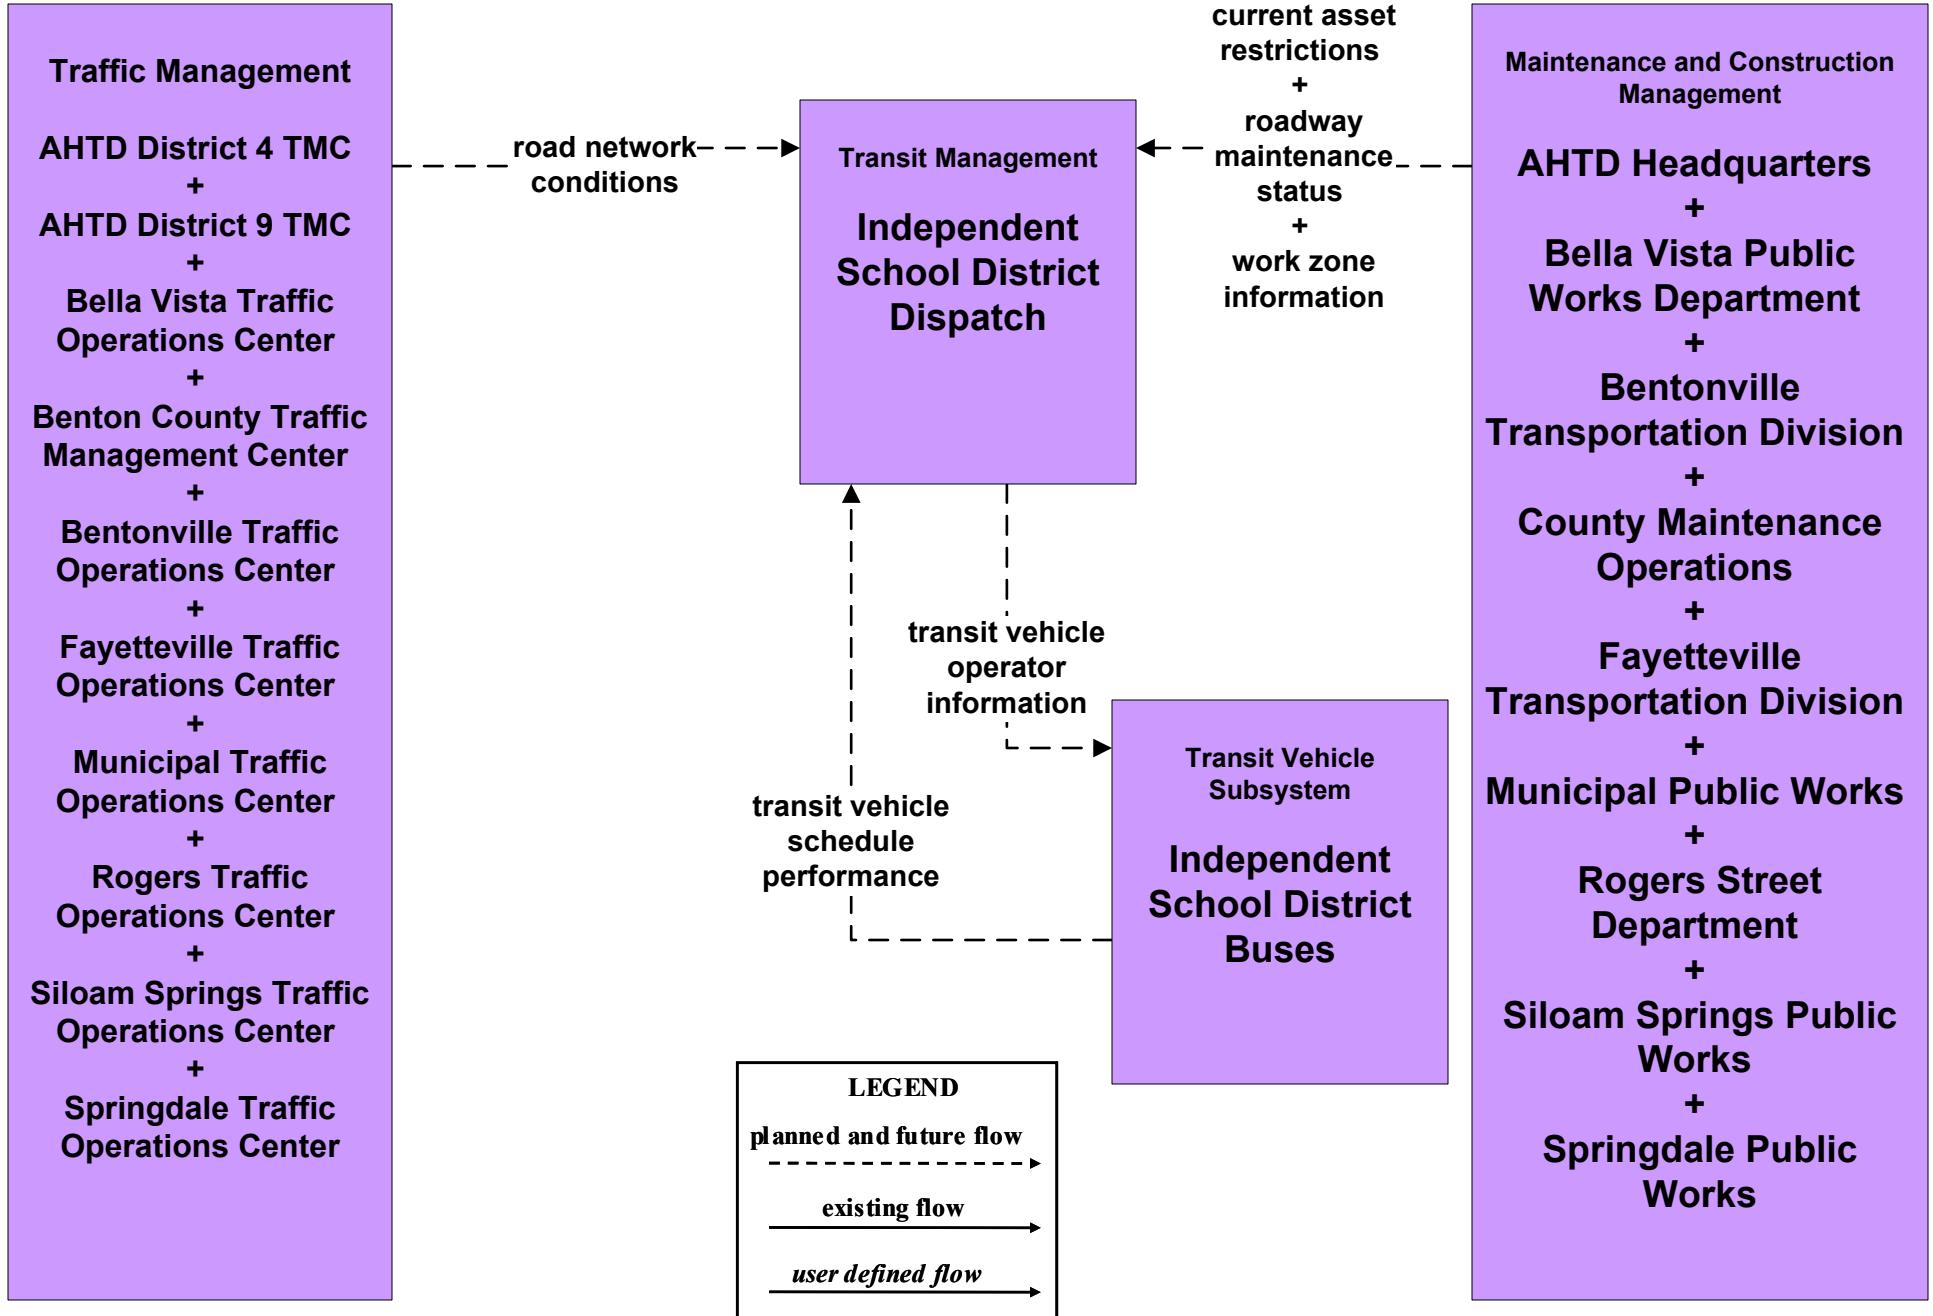 Traffic Management
AHTD District 4 TMC
+
AHTD District 9 TMC
+
Bella Vista Traffic
Operations Center
+
Benton County Traffic
Management Center
+
Bentonville Traffic
Operations Center
+
Fayetteville Traffic
Operations Center
+
Municipal Traffic
Operations Center
+
Rogers Traffic
Operations Center
+
Siloam Springs Traffic
Operations Center
+
Springdale Traffic
Operations Center
road network
conditions
Transit Management
Independent
School District
Dispatch
current asset
restrictions
+
roadway
maintenance
status
+
work zone
information
transit vehicle
operator
information
transit vehicle
schedule
performance
Transit Vehicle
Subsystem
Independent
School District
Buses
LEGEND
planned and future flow
existing flow
user defined flow
Maintenance and Construction
Management
AHTD Headquarters
+
Bella Vista Public
Works Department
+
Bentonville
Transportation Division
+
County Maintenance
Operations
+
Fayetteville
Transportation Division
+
Municipal Public Works
+
Rogers Street
Department
+
Siloam Springs Public
Works
+
Springdale Public
Works